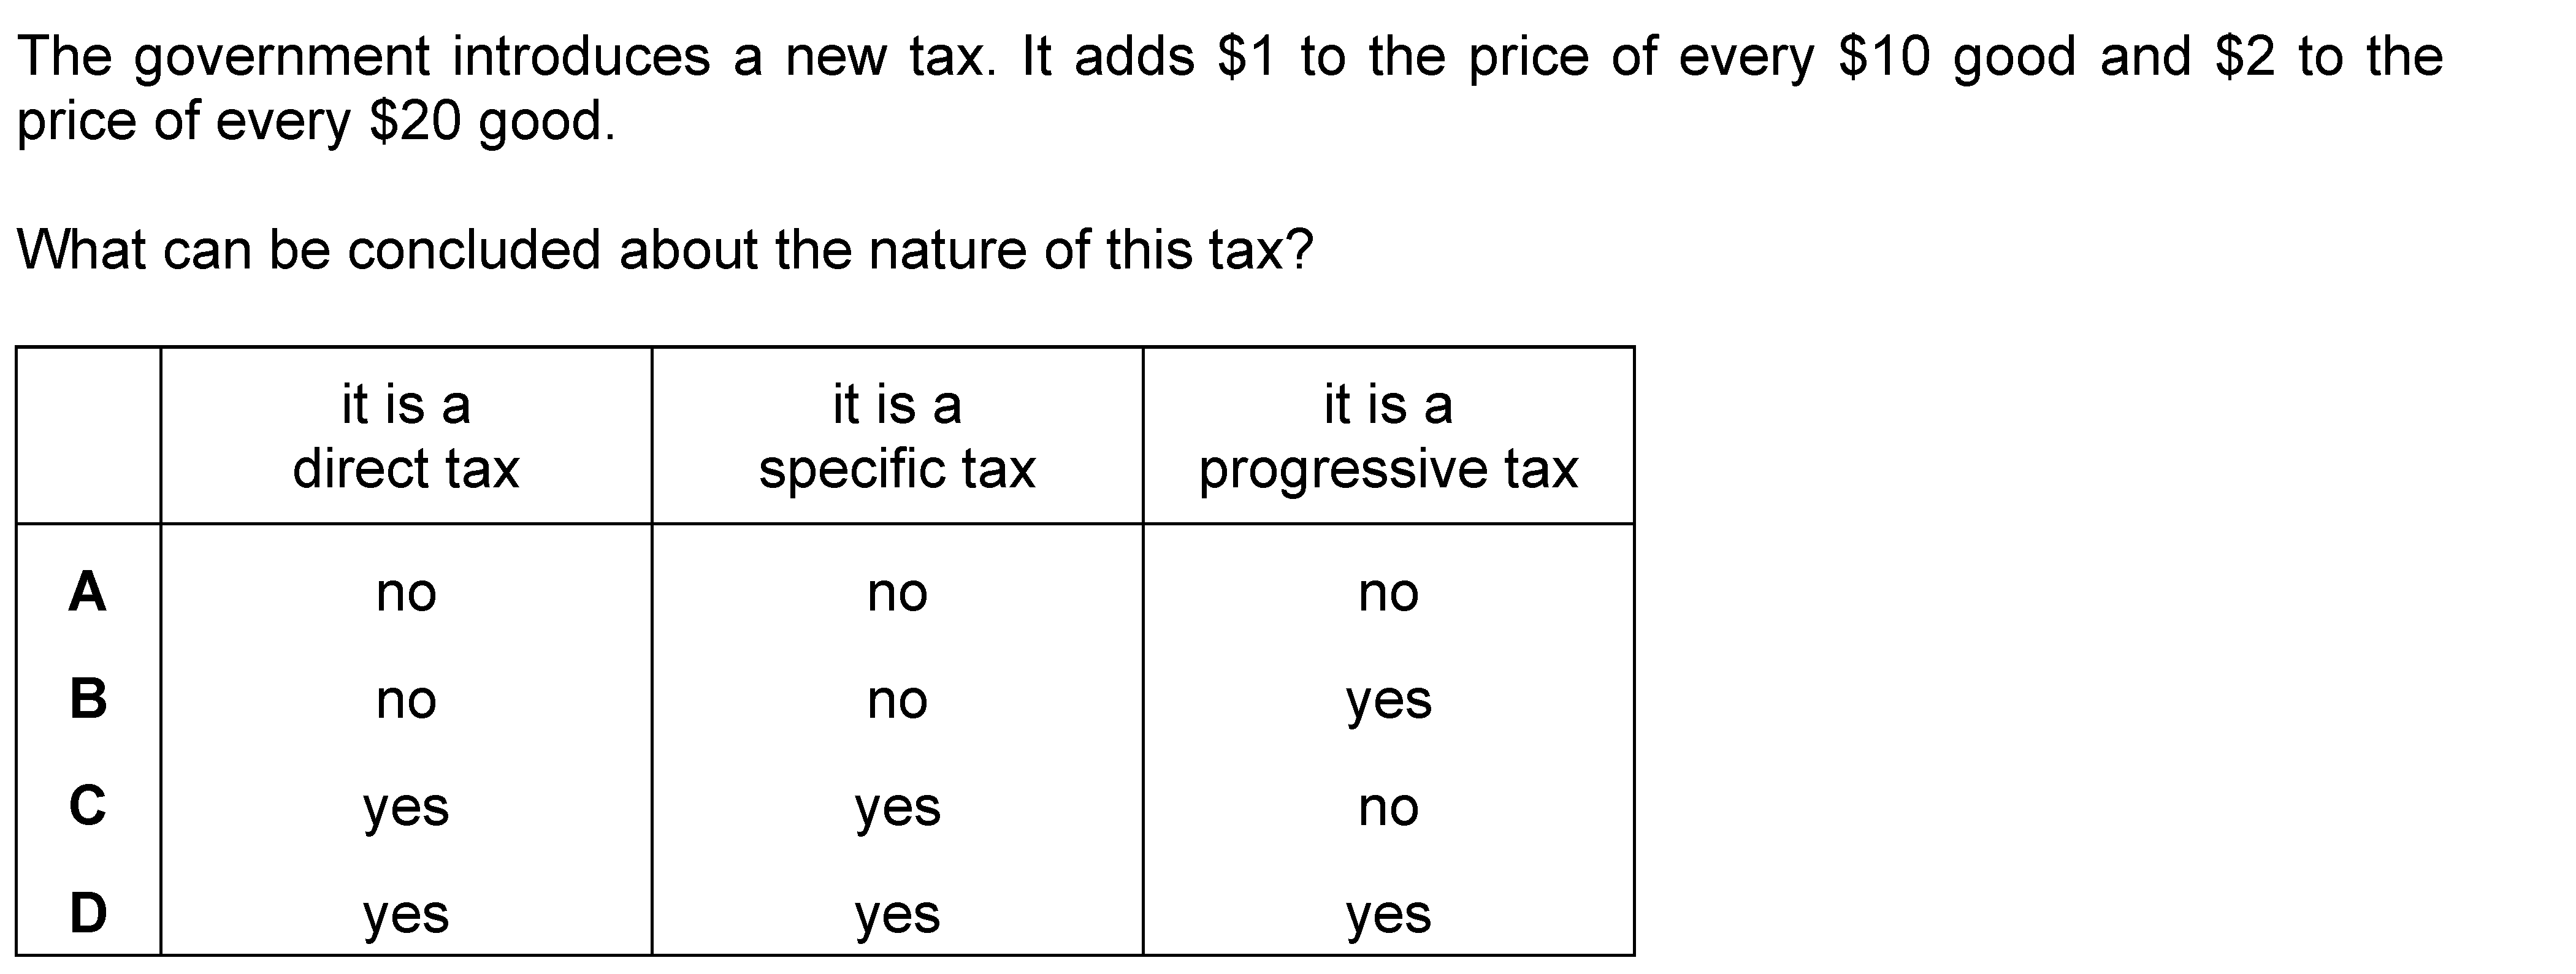 The government introduces a new tax. It adds $1 to the price of every $10 good and $2 to the
price of every $20 good.
What can be concluded about the nature of this tax?
it is a direct tax it is a specific tax it is a progressive tax
A no no no
B no no yes
C yes yes no
D yes yes yes